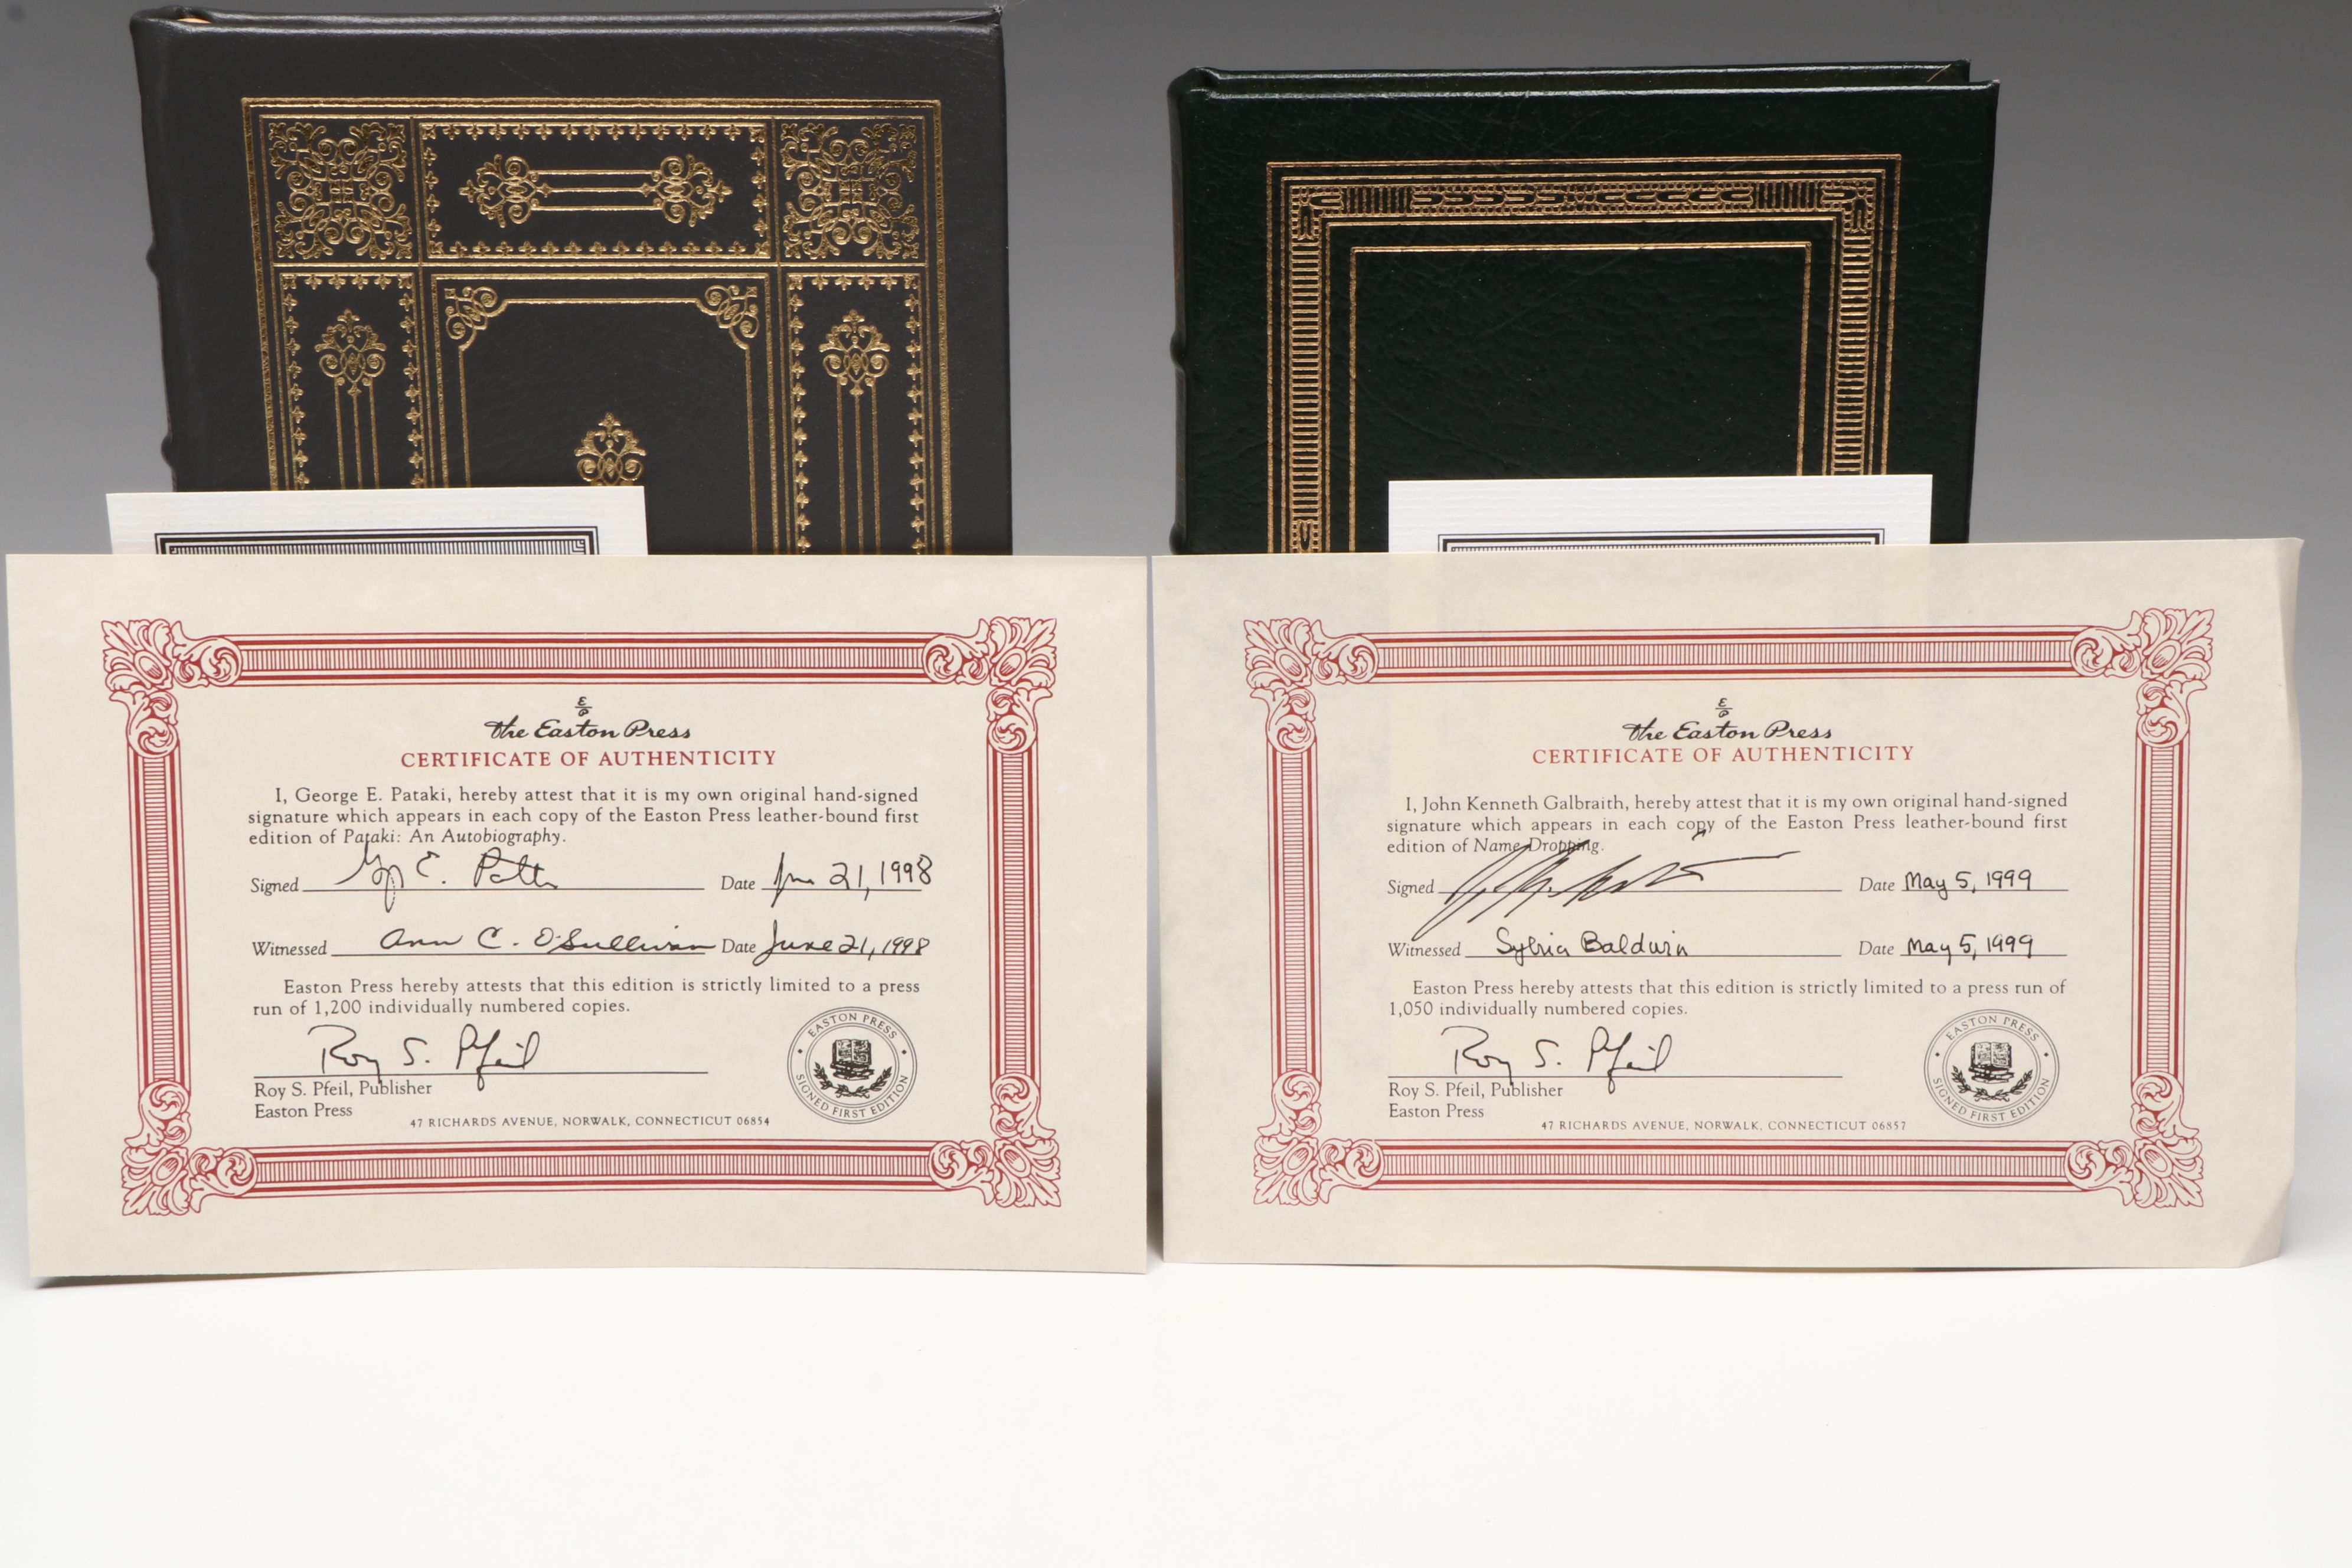 E/P
the Easton Press
CERTIFICATE OF AUTHENTICITY
I, George E. Pataki, hereby attest that it is my own original hand-signed
signature which appears in each copy of the Easton Press leather-bound first
edition of Pataki: An Autobiography.
Signed Date 21, 1998
Witnessed Ann C. O'Sullivan Date June 21, 1998
Easton Press hereby attests that this edition is strictly limited to a press
run of 1,200 individually numbered copies.
Roy S. Pfeil
Roy S. Pfeil, Publisher
Easton Press
47 RICHARDS AVENUE, NORWALK, CONNECTICUT 06854
EASTON PRESS
SIGNED FIRST EDITION
E/P
the Easton Press
CERTIFICATE OF AUTHENTICITY
I, John Kenneth Galbraith, hereby attest that it is my own original hand-signed
signature which appears in each copy of the Easton Press leather-bound first
edition of Name-Dropping.
Signed Date May 5, 1999
Witnessed Sylvia Baldwin Date May 5, 1999
Easton Press hereby attests that this edition is strictly limited to a press run of
1,050 individually numbered copies.
Roy S. Pfeil
Roy S. Pfeil, Publisher
Easton Press
47 RICHARDS AVENUE, NORWALK, CONNECTICUT 06857
EASTON PRESS
SIGNED FIRST EDITION